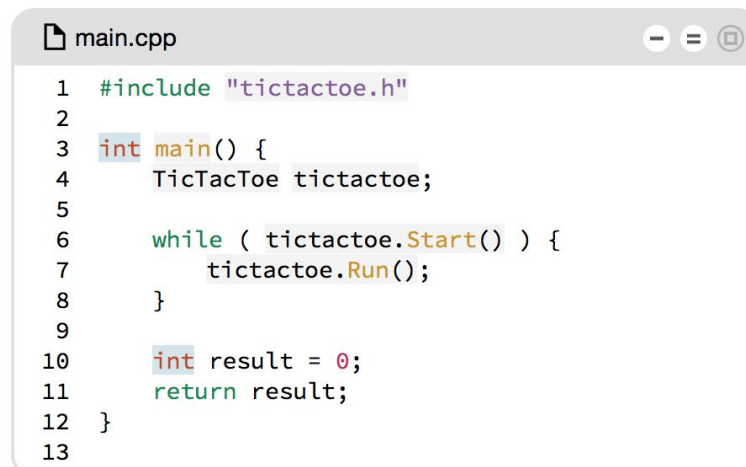 main.cpp
1 #include "tictactoe.h"
2
3 int main() {
4     TicTacToe tictactoe;
5
6     while ( tictactoe.Start() ) {
7         tictactoe.Run();
8     }
9
10     int result = 0;
11     return result;
12 }
13